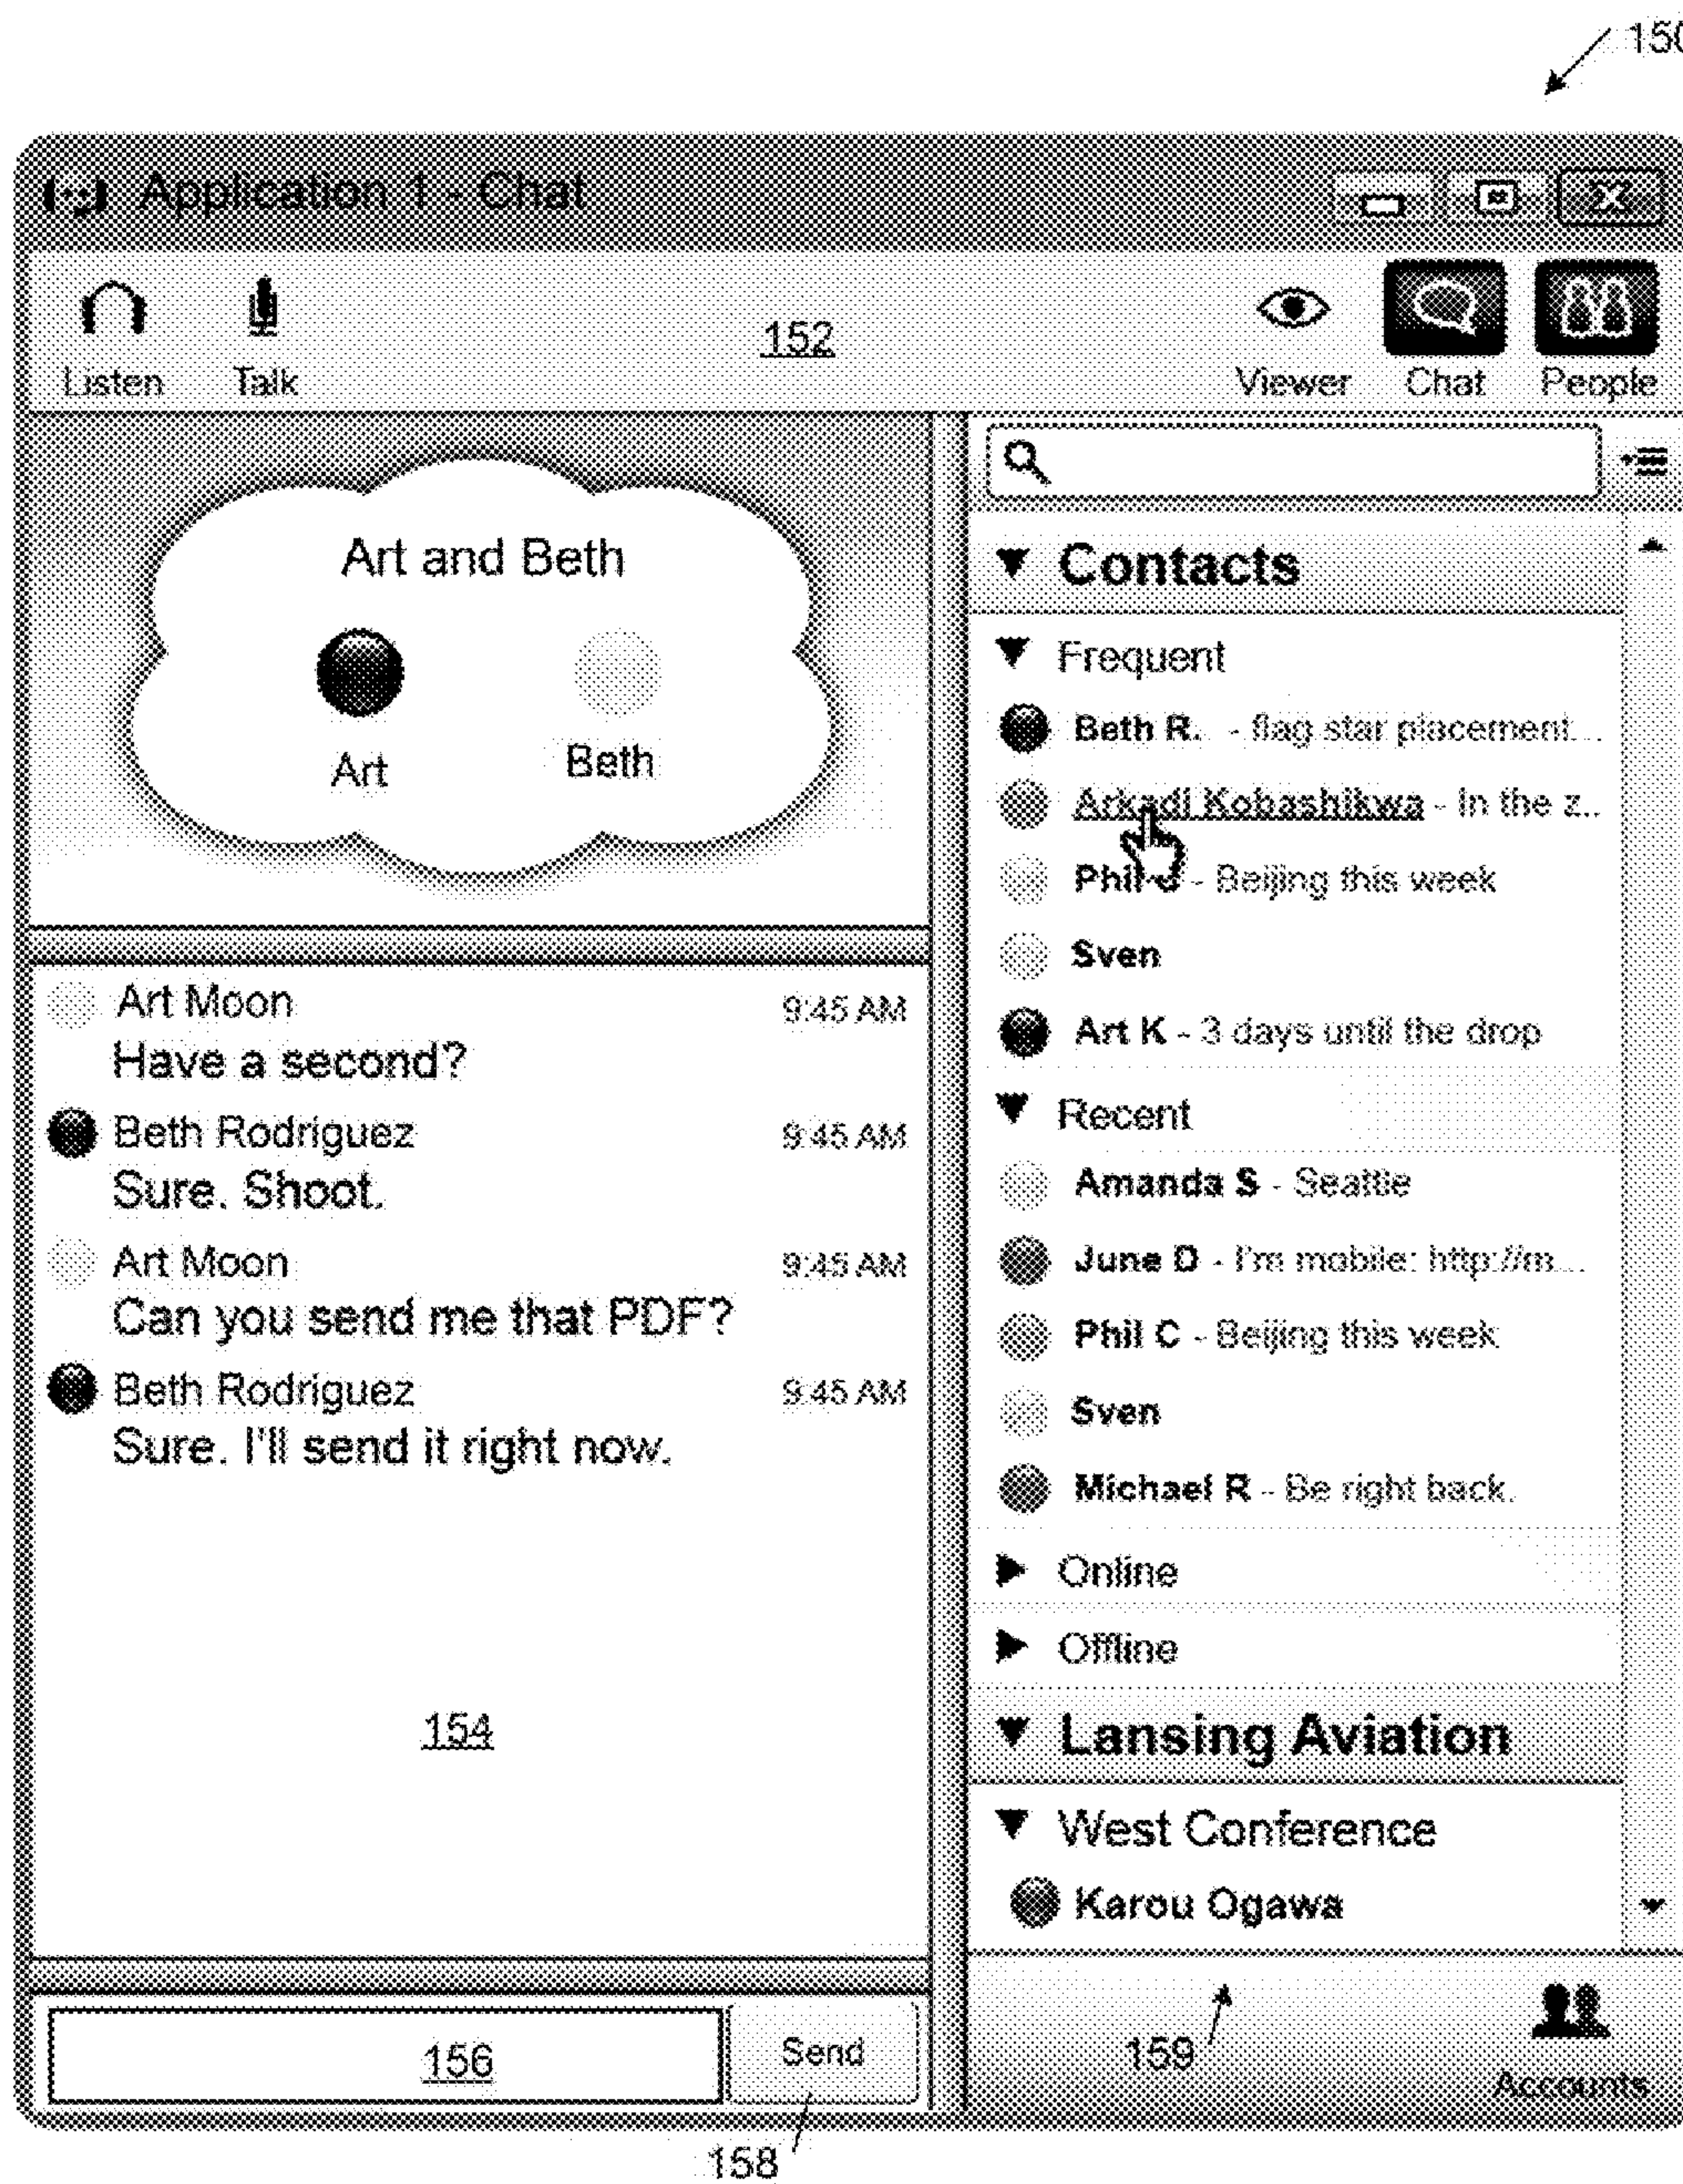 150
Application 1 - Chat
Listen
Talk
152
Viewer
Chat
People
Art and Beth
Art
Beth
Art Moon 9:45 AM
Have a second?
Beth Rodriguez 9:45 AM
Sure. Shoot.
Art Moon 9:45 AM
Can you send me that PDF?
Beth Rodriguez 9:45 AM
Sure. I'll send it right now.
154
156
Send
158
Contacts
Frequent
Beth R. - flag star placement...
Arkadi Kobashikwa - In the z..
Phil - Beijing this week
Sven
Art K - 3 days until the drop
Recent
Amanda S - Seattle
June D - I'm mobile: http://m...
Phil C - Beijing this week
Sven
Michael R - Be right back.
Online
Offline
Lansing Aviation
West Conference
Karou Ogawa
159
Accounts